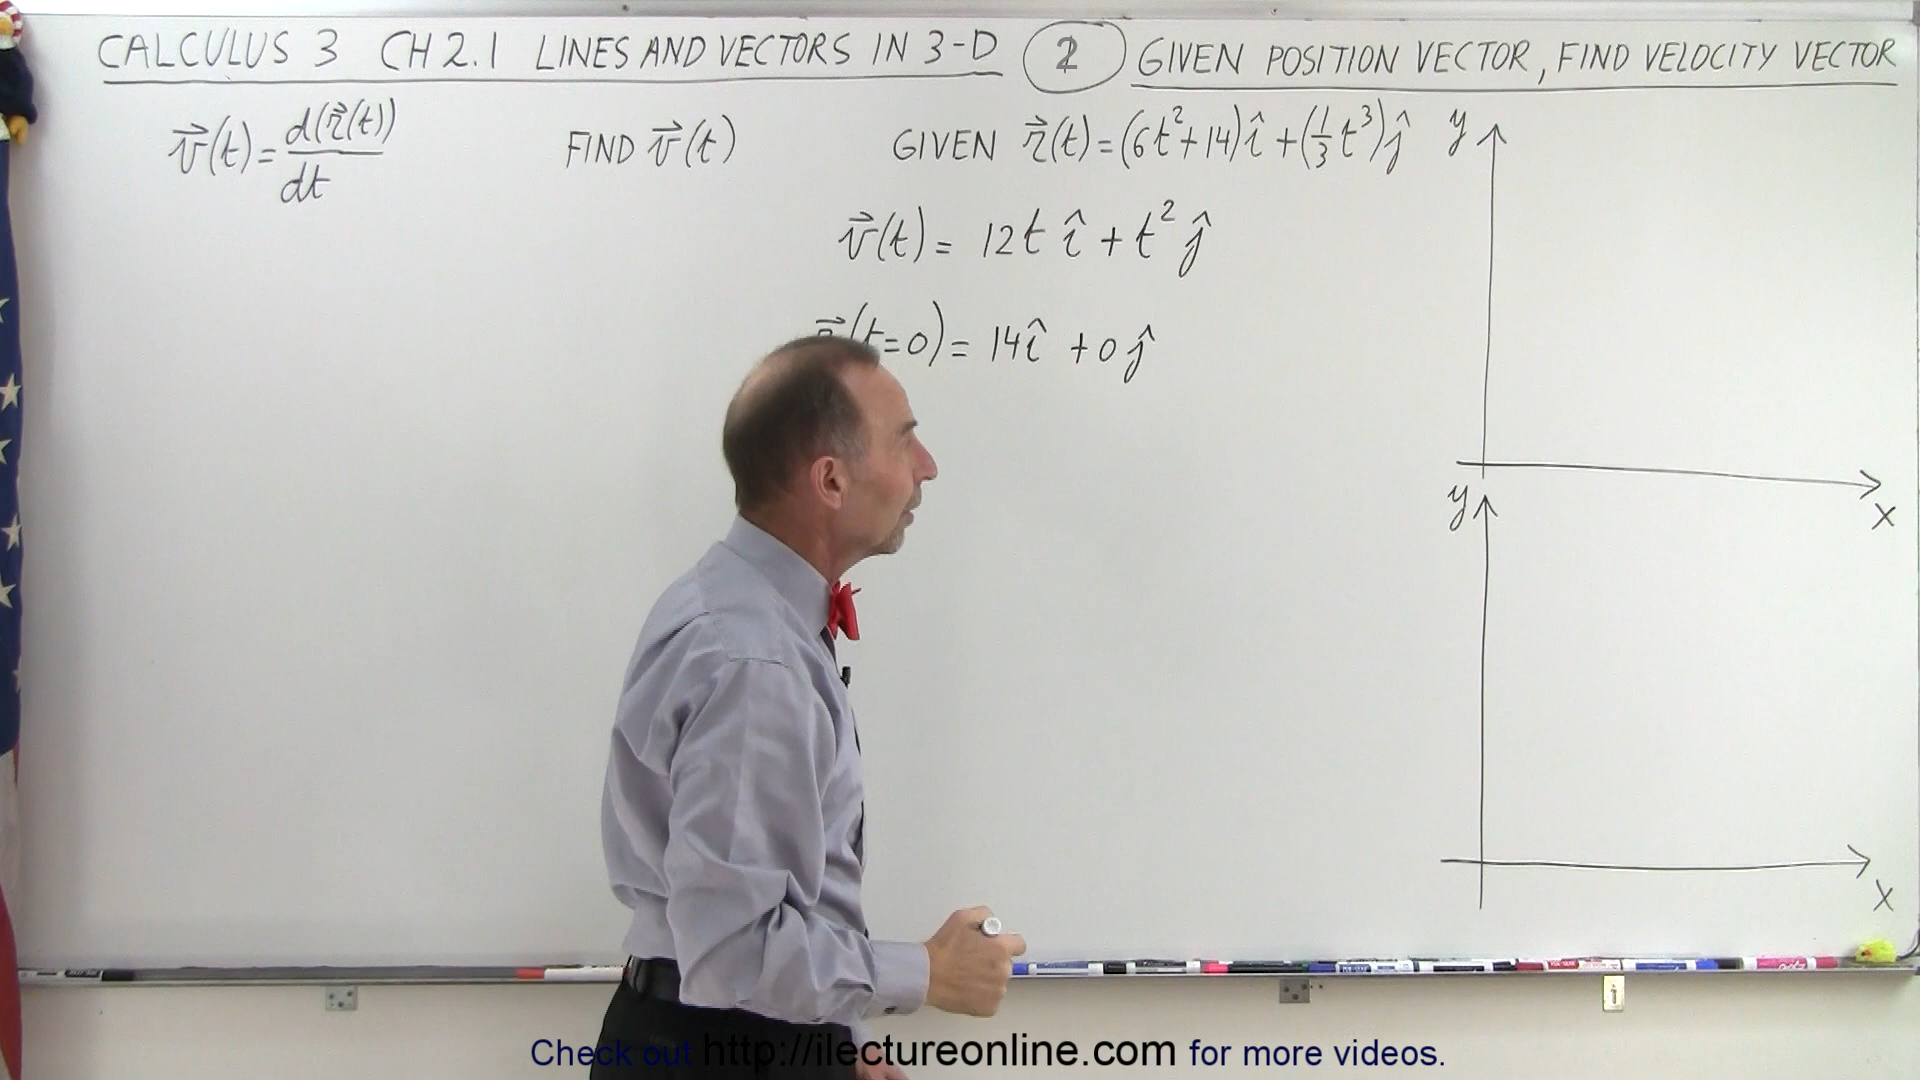 CALCULUS 3 CH 2.1 LINES AND VECTORS IN 3-D 2 GIVEN POSITION VECTOR, FIND VELOCITY VECTOR
v⃗(t) = d(r⃗(t))/dt FIND v⃗(t) GIVEN r⃗(t) = (6t²+14)î + (1/3 t³)ĵ
v⃗(t) = 12t î + t² ĵ
(t=0) = 14î + 0ĵ
y
x
y
x
Check out http://ilectureonline.com for more videos.